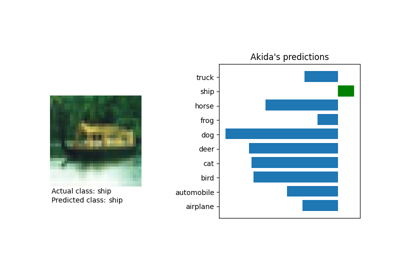 Akida's predictions
truck
ship
horse
frog
dog
deer
cat
bird
automobile
airplane
Actual class: ship
Predicted class: ship